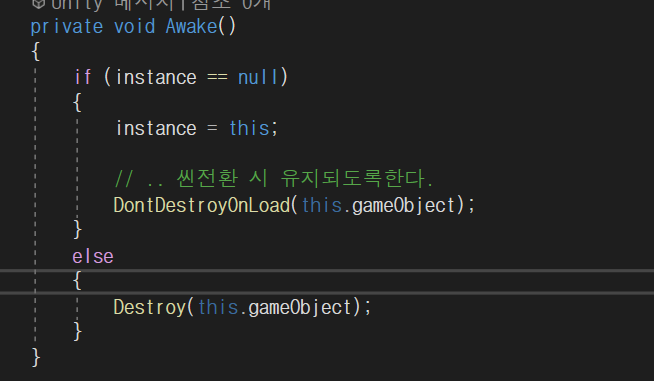 Unity 메시지 | 참조 0개
private void Awake()
{
if (instance == null)
{
instance = this;
// .. 씬전환 시 유지되도록한다.
DontDestroyOnLoad(this.gameObject);
}
else
{
Destroy(this.gameObject);
}
}